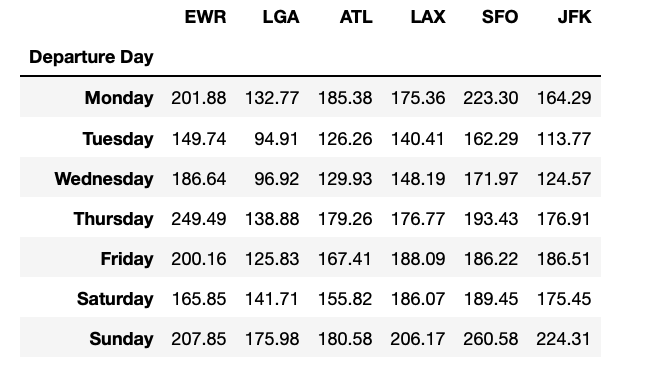 EWR LGA ATL LAX SFO JFK
Departure Day
Monday 201.88 132.77 185.38 175.36 223.30 164.29
Tuesday 149.74 94.91 126.26 140.41 162.29 113.77
Wednesday 186.64 96.92 129.93 148.19 171.97 124.57
Thursday 249.49 138.88 179.26 176.77 193.43 176.91
Friday 200.16 125.83 167.41 188.09 186.22 186.51
Saturday 165.85 141.71 155.82 186.07 189.45 175.45
Sunday 207.85 175.98 180.58 206.17 260.58 224.31